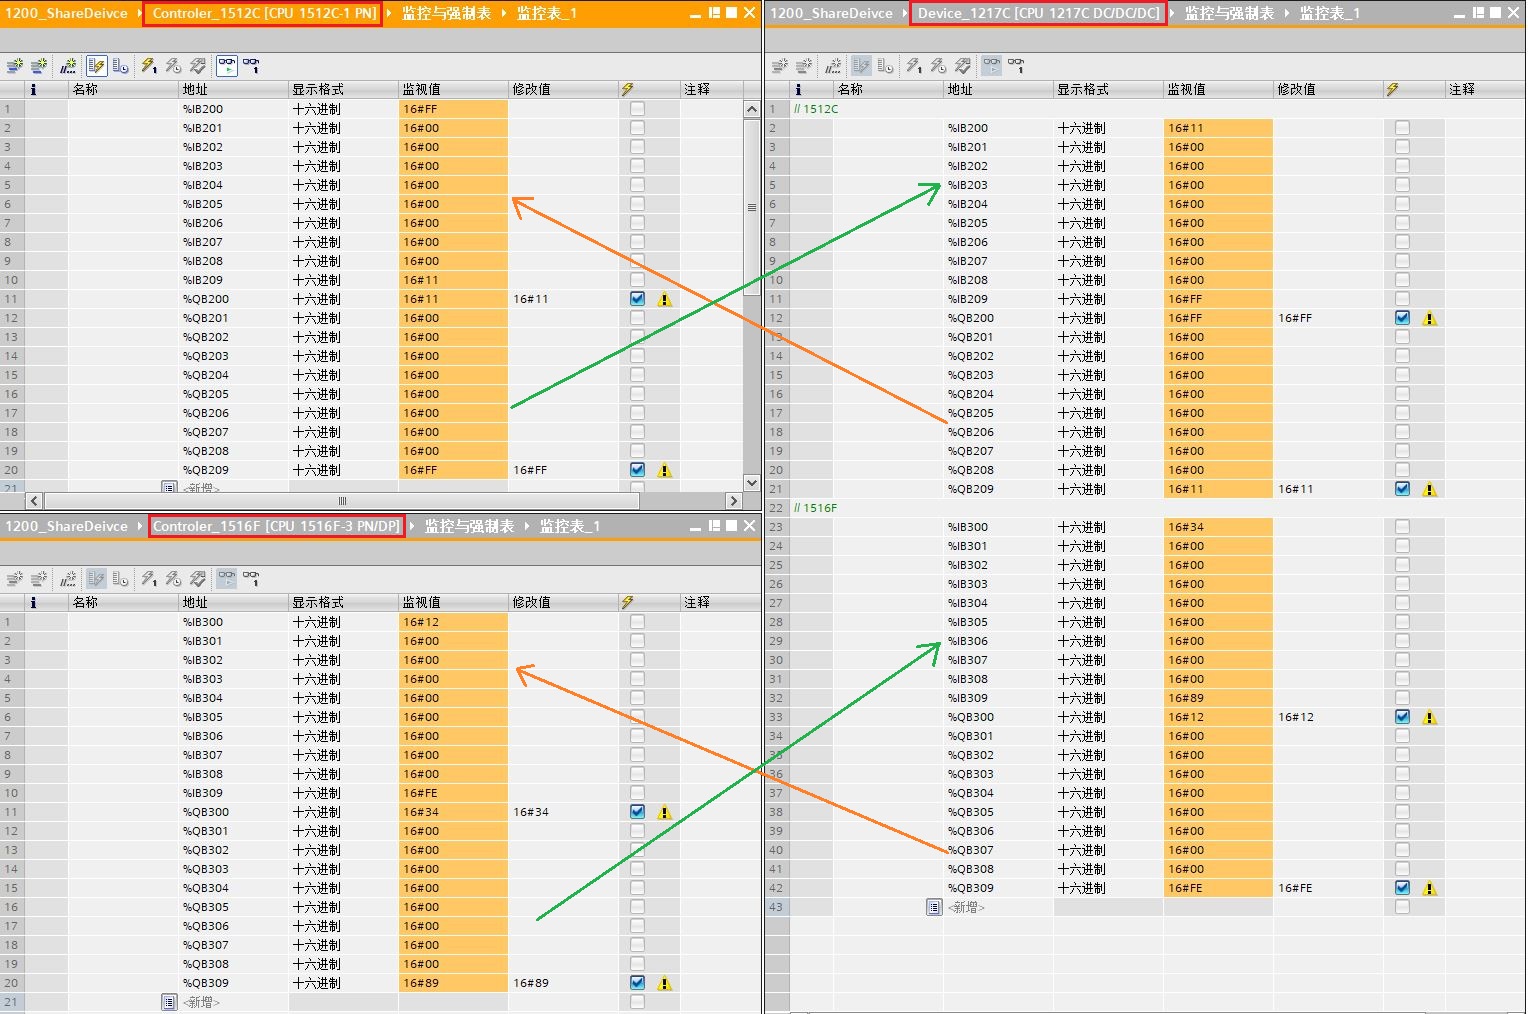 1200_ShareDeivce Controler_1512C [CPU 1512C-1 PN] 监控与强制表 监控表_1
i 名称 地址 显示格式 监视值 修改值 注释
1 %IB200 十六进制 16#FF
2 %IB201 十六进制 16#00
3 %IB202 十六进制 16#00
4 %IB203 十六进制 16#00
5 %IB204 十六进制 16#00
6 %IB205 十六进制 16#00
7 %IB206 十六进制 16#00
8 %IB207 十六进制 16#00
9 %IB208 十六进制 16#00
10 %IB209 十六进制 16#11
11 %QB200 十六进制 16#11 16#11
12 %QB201 十六进制 16#00
13 %QB202 十六进制 16#00
14 %QB203 十六进制 16#00
15 %QB204 十六进制 16#00
16 %QB205 十六进制 16#00
17 %QB206 十六进制 16#00
18 %QB207 十六进制 16#00
19 %QB208 十六进制 16#00
20 %QB209 十六进制 16#FF 16#FF
21 <新增>
1200_ShareDeivce Controler_1516F [CPU 1516F-3 PN/DP] 监控与强制表 监控表_1
i 名称 地址 显示格式 监视值 修改值 注释
1 %IB300 十六进制 16#12
2 %IB301 十六进制 16#00
3 %IB302 十六进制 16#00
4 %IB303 十六进制 16#00
5 %IB304 十六进制 16#00
6 %IB305 十六进制 16#00
7 %IB306 十六进制 16#00
8 %IB307 十六进制 16#00
9 %IB308 十六进制 16#00
10 %IB309 十六进制 16#FE
11 %QB300 十六进制 16#34 16#34
12 %QB301 十六进制 16#00
13 %QB302 十六进制 16#00
14 %QB303 十六进制 16#00
15 %QB304 十六进制 16#00
16 %QB305 十六进制 16#00
17 %QB306 十六进制 16#00
18 %QB307 十六进制 16#00
19 %QB308 十六进制 16#00
20 %QB309 十六进制 16#89 16#89
21 <新增>
1200_ShareDeivce Device_1217C [CPU 1217C DC/DC/DC] 监控与强制表 监控表_1
i 名称 地址 显示格式 监视值 修改值 注释
1 // 1512C
2 %IB200 十六进制 16#11
3 %IB201 十六进制 16#00
4 %IB202 十六进制 16#00
5 %IB203 十六进制 16#00
6 %IB204 十六进制 16#00
7 %IB205 十六进制 16#00
8 %IB206 十六进制 16#00
9 %IB207 十六进制 16#00
10 %IB208 十六进制 16#00
11 %IB209 十六进制 16#FF
12 %QB200 十六进制 16#FF 16#FF
13 %QB201 十六进制 16#00
14 %QB202 十六进制 16#00
15 %QB203 十六进制 16#00
16 %QB204 十六进制 16#00
17 %QB205 十六进制 16#00
18 %QB206 十六进制 16#00
19 %QB207 十六进制 16#00
20 %QB208 十六进制 16#00
21 %QB209 十六进制 16#11 16#11
22 // 1516F
23 %IB300 十六进制 16#34
24 %IB301 十六进制 16#00
25 %IB302 十六进制 16#00
26 %IB303 十六进制 16#00
27 %IB304 十六进制 16#00
28 %IB305 十六进制 16#00
29 %IB306 十六进制 16#00
30 %IB307 十六进制 16#00
31 %IB308 十六进制 16#00
32 %IB309 十六进制 16#89
33 %QB300 十六进制 16#12 16#12
34 %QB301 十六进制 16#00
35 %QB302 十六进制 16#00
36 %QB303 十六进制 16#00
37 %QB304 十六进制 16#00
38 %QB305 十六进制 16#00
39 %QB306 十六进制 16#00
40 %QB307 十六进制 16#00
41 %QB308 十六进制 16#00
42 %QB309 十六进制 16#FE 16#FE
43 <新增>